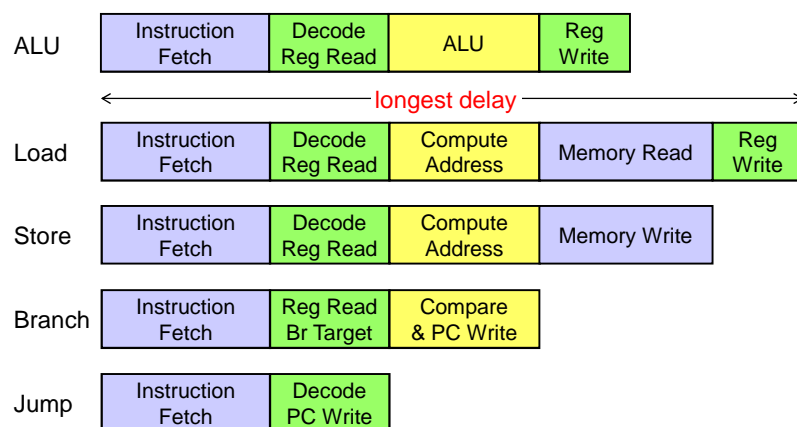 ALU
Instruction
Fetch
Decode
Reg Read
ALU
Reg
Write
longest delay
Load
Instruction
Fetch
Decode
Reg Read
Compute
Address
Memory Read
Reg
Write
Store
Instruction
Fetch
Decode
Reg Read
Compute
Address
Memory Write
Branch
Instruction
Fetch
Reg Read
Br Target
Compare
& PC Write
Jump
Instruction
Fetch
Decode
PC Write